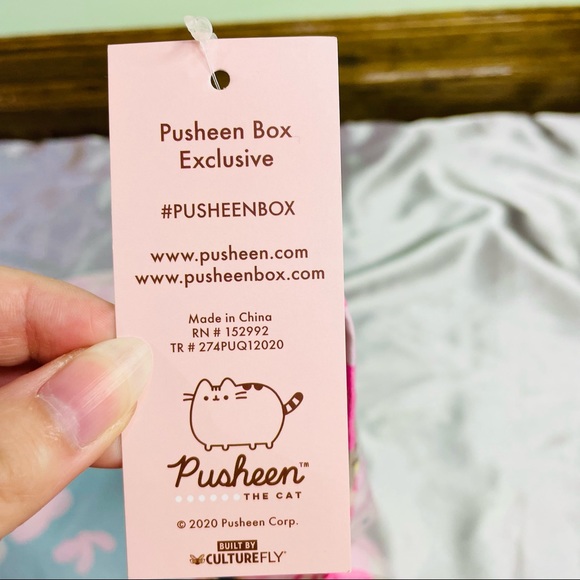 Pusheen Box
Exclusive
#PUSHEENBOX
www.pusheen.com
www.pusheenbox.com
Made in China
RN # 152992
TR # 274PUQ12020
Pusheen™
THE CAT
© 2020 Pusheen Corp.
BUILT BY
CULTUREFLY®